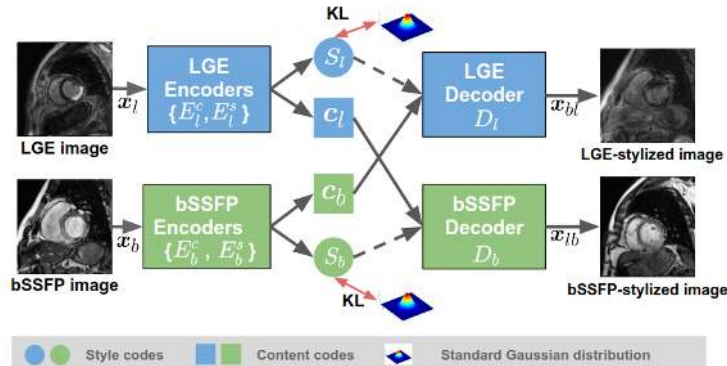 KL
LGE
Encoders
{E_l^c, E_l^s}
S_l
c_l
LGE
Decoder
D_l
x_l
x_bl
LGE image
LGE-stylized image
bSSFP
Encoders
{E_b^c, E_b^s}
c_b
S_b
bSSFP
Decoder
D_b
x_b
x_lb
bSSFP image
KL
bSSFP-stylized image
Style codes
Content codes
Standard Gaussian distribution